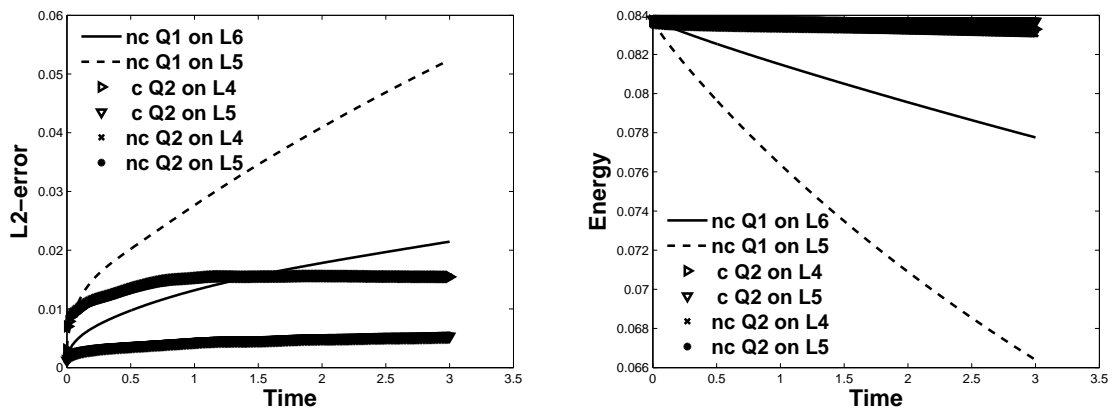 0.06
0.05
0.04
0.03
0.02
0.01
0
0 0.5 1 1.5 2 2.5 3 3.5
L2−error
Time
nc Q1 on L6
nc Q1 on L5
c Q2 on L4
c Q2 on L5
nc Q2 on L4
nc Q2 on L5
0.084
0.082
0.08
0.078
0.076
0.074
0.072
0.07
0.068
0.066
0 0.5 1 1.5 2 2.5 3 3.5
Energy
Time
nc Q1 on L6
nc Q1 on L5
c Q2 on L4
c Q2 on L5
nc Q2 on L4
nc Q2 on L5